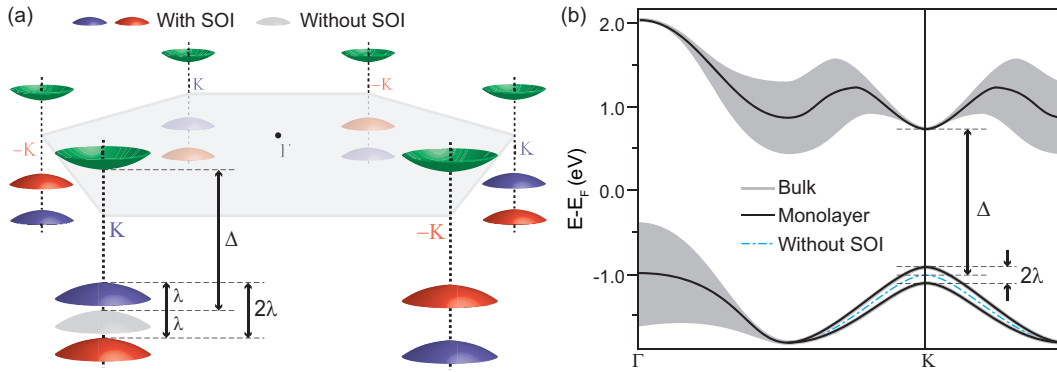 (a)
With SOI
Without SOI
K
−K
−K
K
Γ
K
−K
Δ
λ
λ
2λ
(b)
E-E_F (eV)
2.0
1.0
0.0
-1.0
Bulk
Monolayer
Without SOI
Δ
2λ
Γ
K